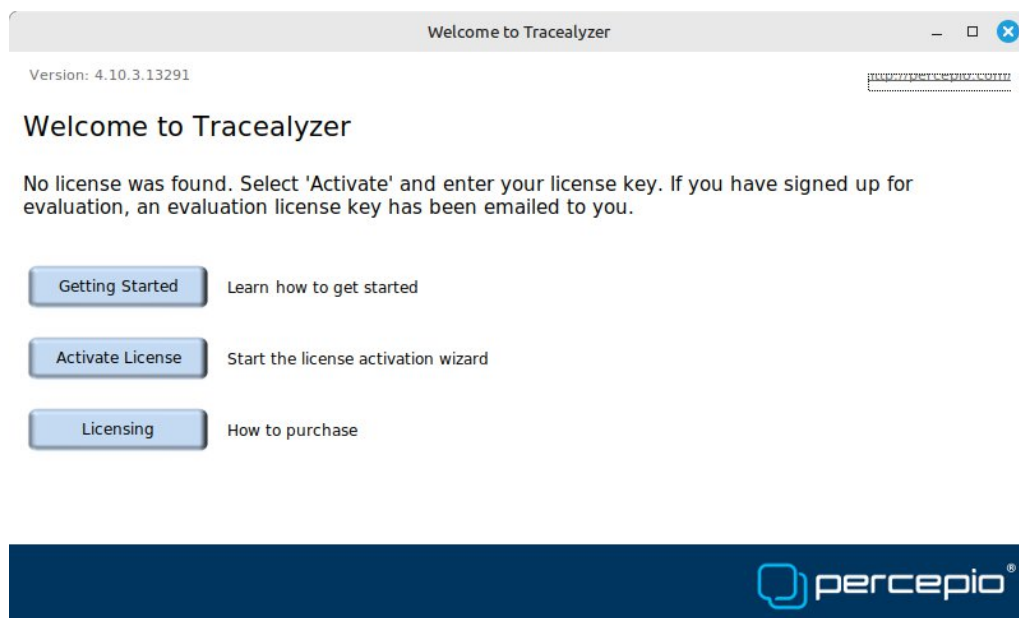 Welcome to Tracealyzer
Version: 4.10.3.13291
http://percepio.com/
Welcome to Tracealyzer
No license was found. Select 'Activate' and enter your license key. If you have signed up for
evaluation, an evaluation license key has been emailed to you.
Getting Started Learn how to get started
Activate License Start the license activation wizard
Licensing How to purchase
percepio®